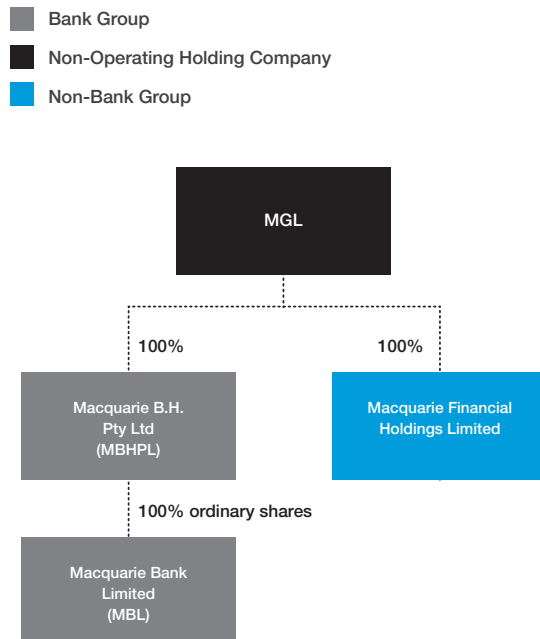 Bank Group
Non-Operating Holding Company
Non-Bank Group
MGL
100%
100%
Macquarie B.H.
Pty Ltd
(MBHPL)
Macquarie Financial
Holdings Limited
100% ordinary shares
Macquarie Bank
Limited
(MBL)